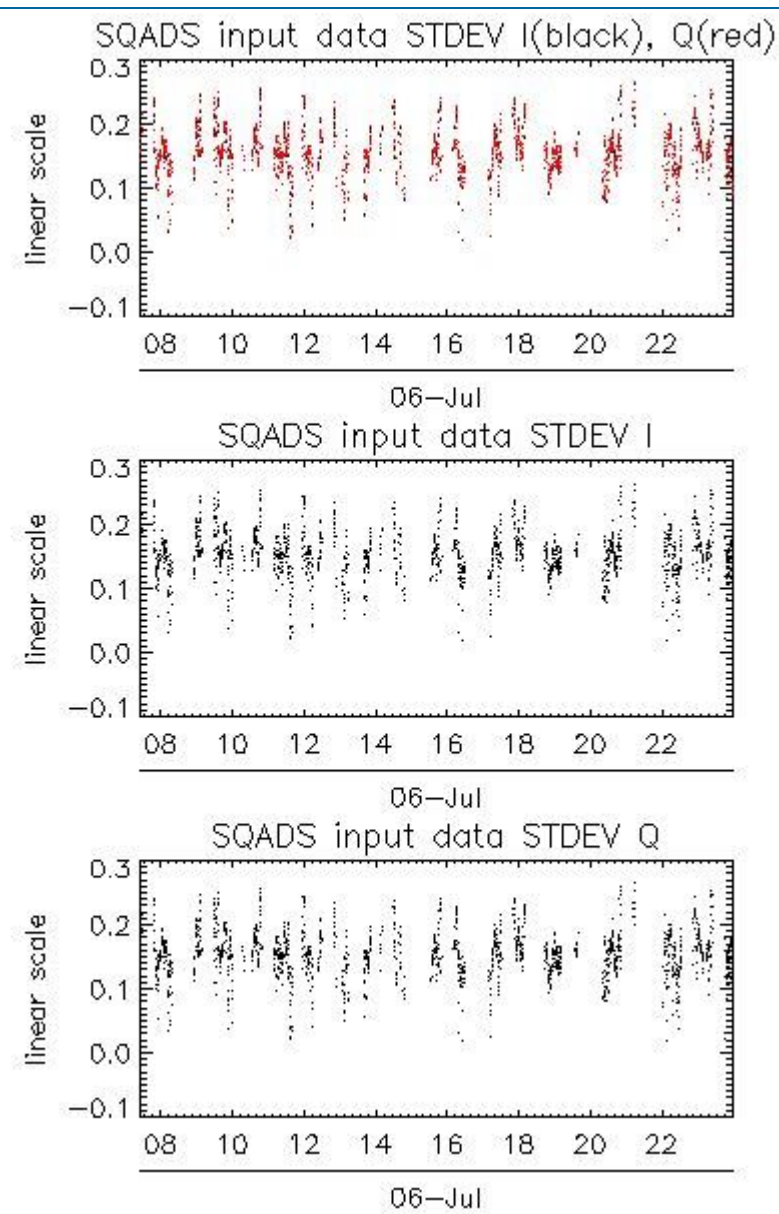 SQADS input data STDEV I(black), Q(red)
0.3
0.2
0.1
0.0
-0.1
linear scale
08 10 12 14 16 18 20 22
06-Jul
SQADS input data STDEV I
0.3
0.2
0.1
0.0
-0.1
linear scale
08 10 12 14 16 18 20 22
06-Jul
SQADS input data STDEV Q
0.3
0.2
0.1
0.0
-0.1
linear scale
08 10 12 14 16 18 20 22
06-Jul